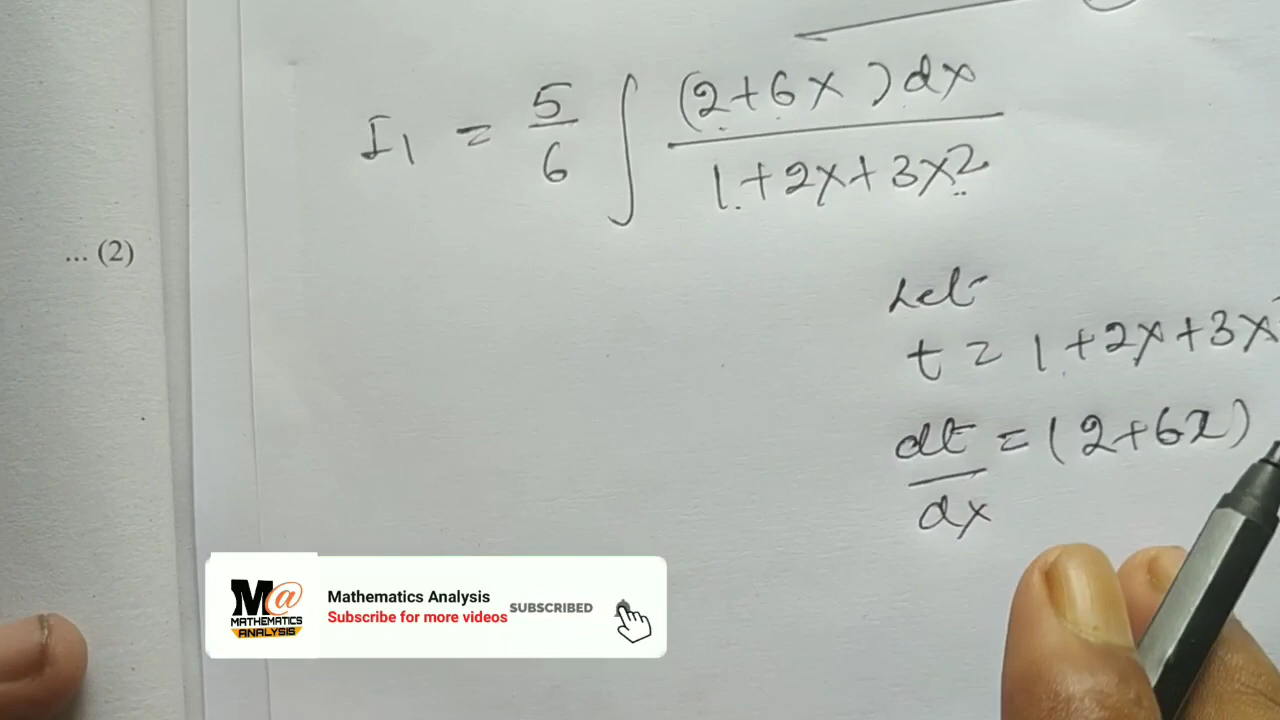 I₁ = 5/6 ∫ (2+6x)dx / 1+2x+3x²
... (2)
Let
t = 1+2x+3x
dt/dx = (2+6x)
M@
MATHEMATICS
ANALYSIS
Mathematics Analysis
Subscribe for more videos
SUBSCRIBED